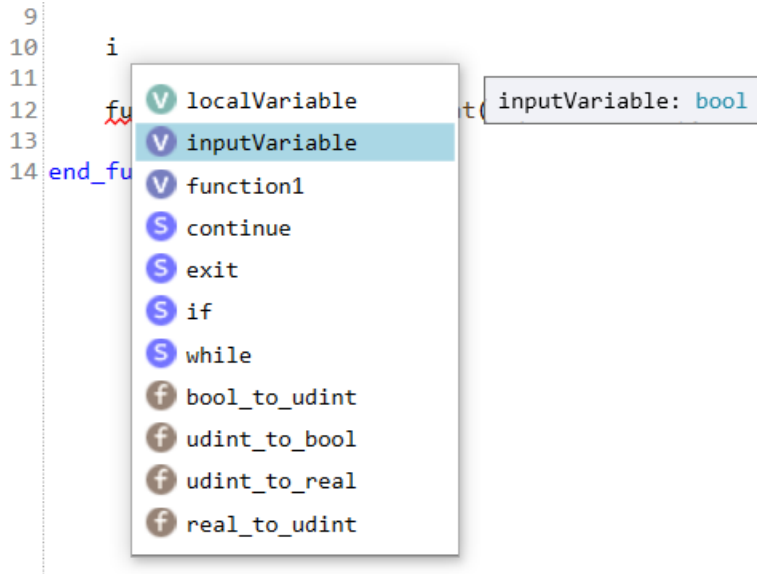 9
10 i
11
12 fu t(
13
14 end_fu
V localVariable
V inputVariable
V function1
S continue
S exit
S if
S while
f bool_to_udint
f udint_to_bool
f udint_to_real
f real_to_udint
inputVariable: bool